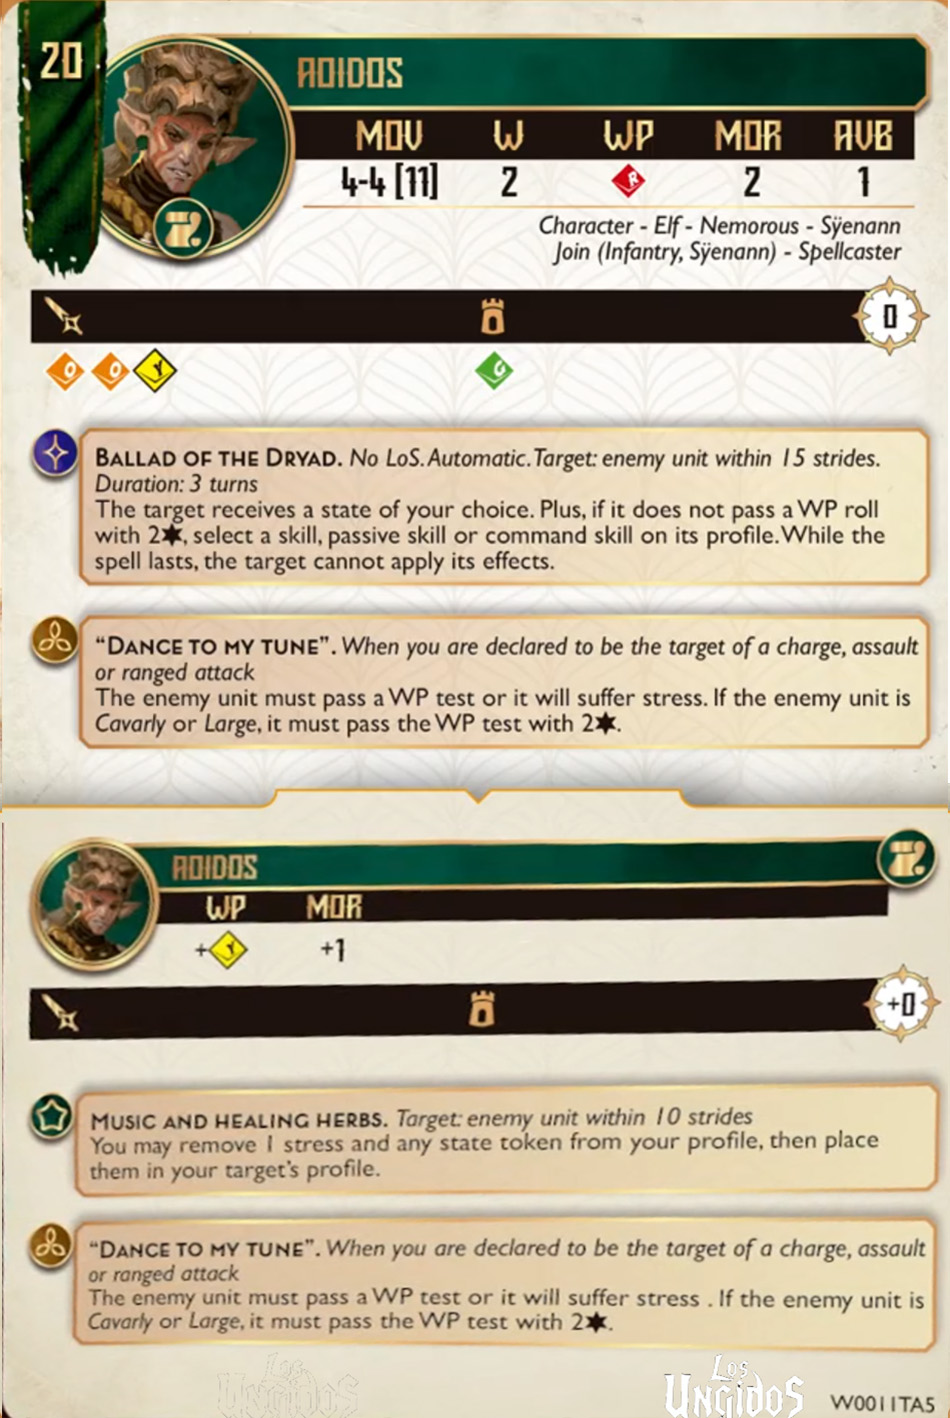 20
AOIDOS
MOV W WP MOR AVB
4-4 [11] 2 R 2 1
Character - Elf - Nemorous - Sÿenann
Join (Infantry, Sÿenann) - Spellcaster
0
O O Y G
BALLAD OF THE DRYAD. No LoS. Automatic. Target: enemy unit within 15 strides.
Duration: 3 turns
The target receives a state of your choice. Plus, if it does not pass a WP roll
with 2✶, select a skill, passive skill or command skill on its profile. While the
spell lasts, the target cannot apply its effects.
“DANCE TO MY TUNE”. When you are declared to be the target of a charge, assault
or ranged attack
The enemy unit must pass a WP test or it will suffer stress. If the enemy unit is
Cavarly or Large, it must pass the WP test with 2✶.
AOIDOS
WP MOR
+Y +1
+0
MUSIC AND HEALING HERBS. Target: enemy unit within 10 strides
You may remove 1 stress and any state token from your profile, then place
them in your target's profile.
“DANCE TO MY TUNE”. When you are declared to be the target of a charge, assault
or ranged attack
The enemy unit must pass a WP test or it will suffer stress . If the enemy unit is
Cavarly or Large, it must pass the WP test with 2✶.
Los
UNGIDOS
Los
UNGIDOS
W0011TA5